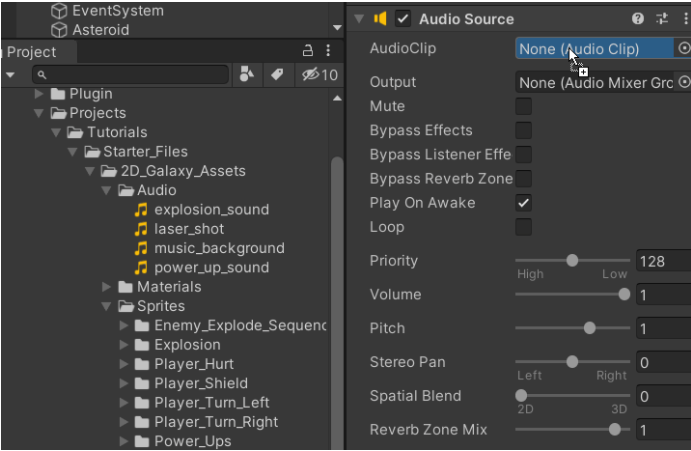 EventSystem
Asteroid
Project
10
Plugin
Projects
Tutorials
Starter_Files
2D_Galaxy_Assets
Audio
explosion_sound
laser_shot
music_background
power_up_sound
Materials
Sprites
Enemy_Explode_Sequenc
Explosion
Player_Hurt
Player_Shield
Player_Turn_Left
Player_Turn_Right
Power_Ups
Audio Source
AudioClip None (Audio Clip)
Output None (Audio Mixer Grc
Mute
Bypass Effects
Bypass Listener Effe
Bypass Reverb Zone
Play On Awake
Loop
Priority 128
High Low
Volume 1
Pitch 1
Stereo Pan 0
Left Right
Spatial Blend 0
2D 3D
Reverb Zone Mix 1